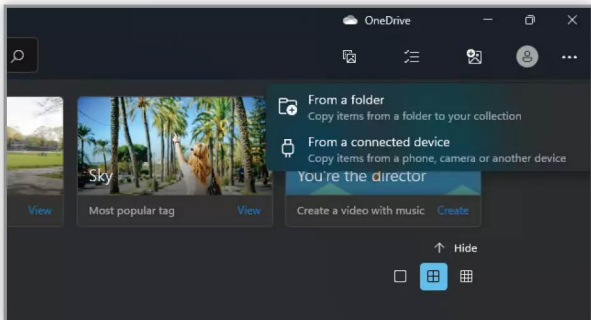 OneDrive
From a folder
Copy items from a folder to your collection
From a connected device
Copy items from a phone, camera or another device
Sky
You're the director
View
Most popular tag View
Create a video with music Create
Hide